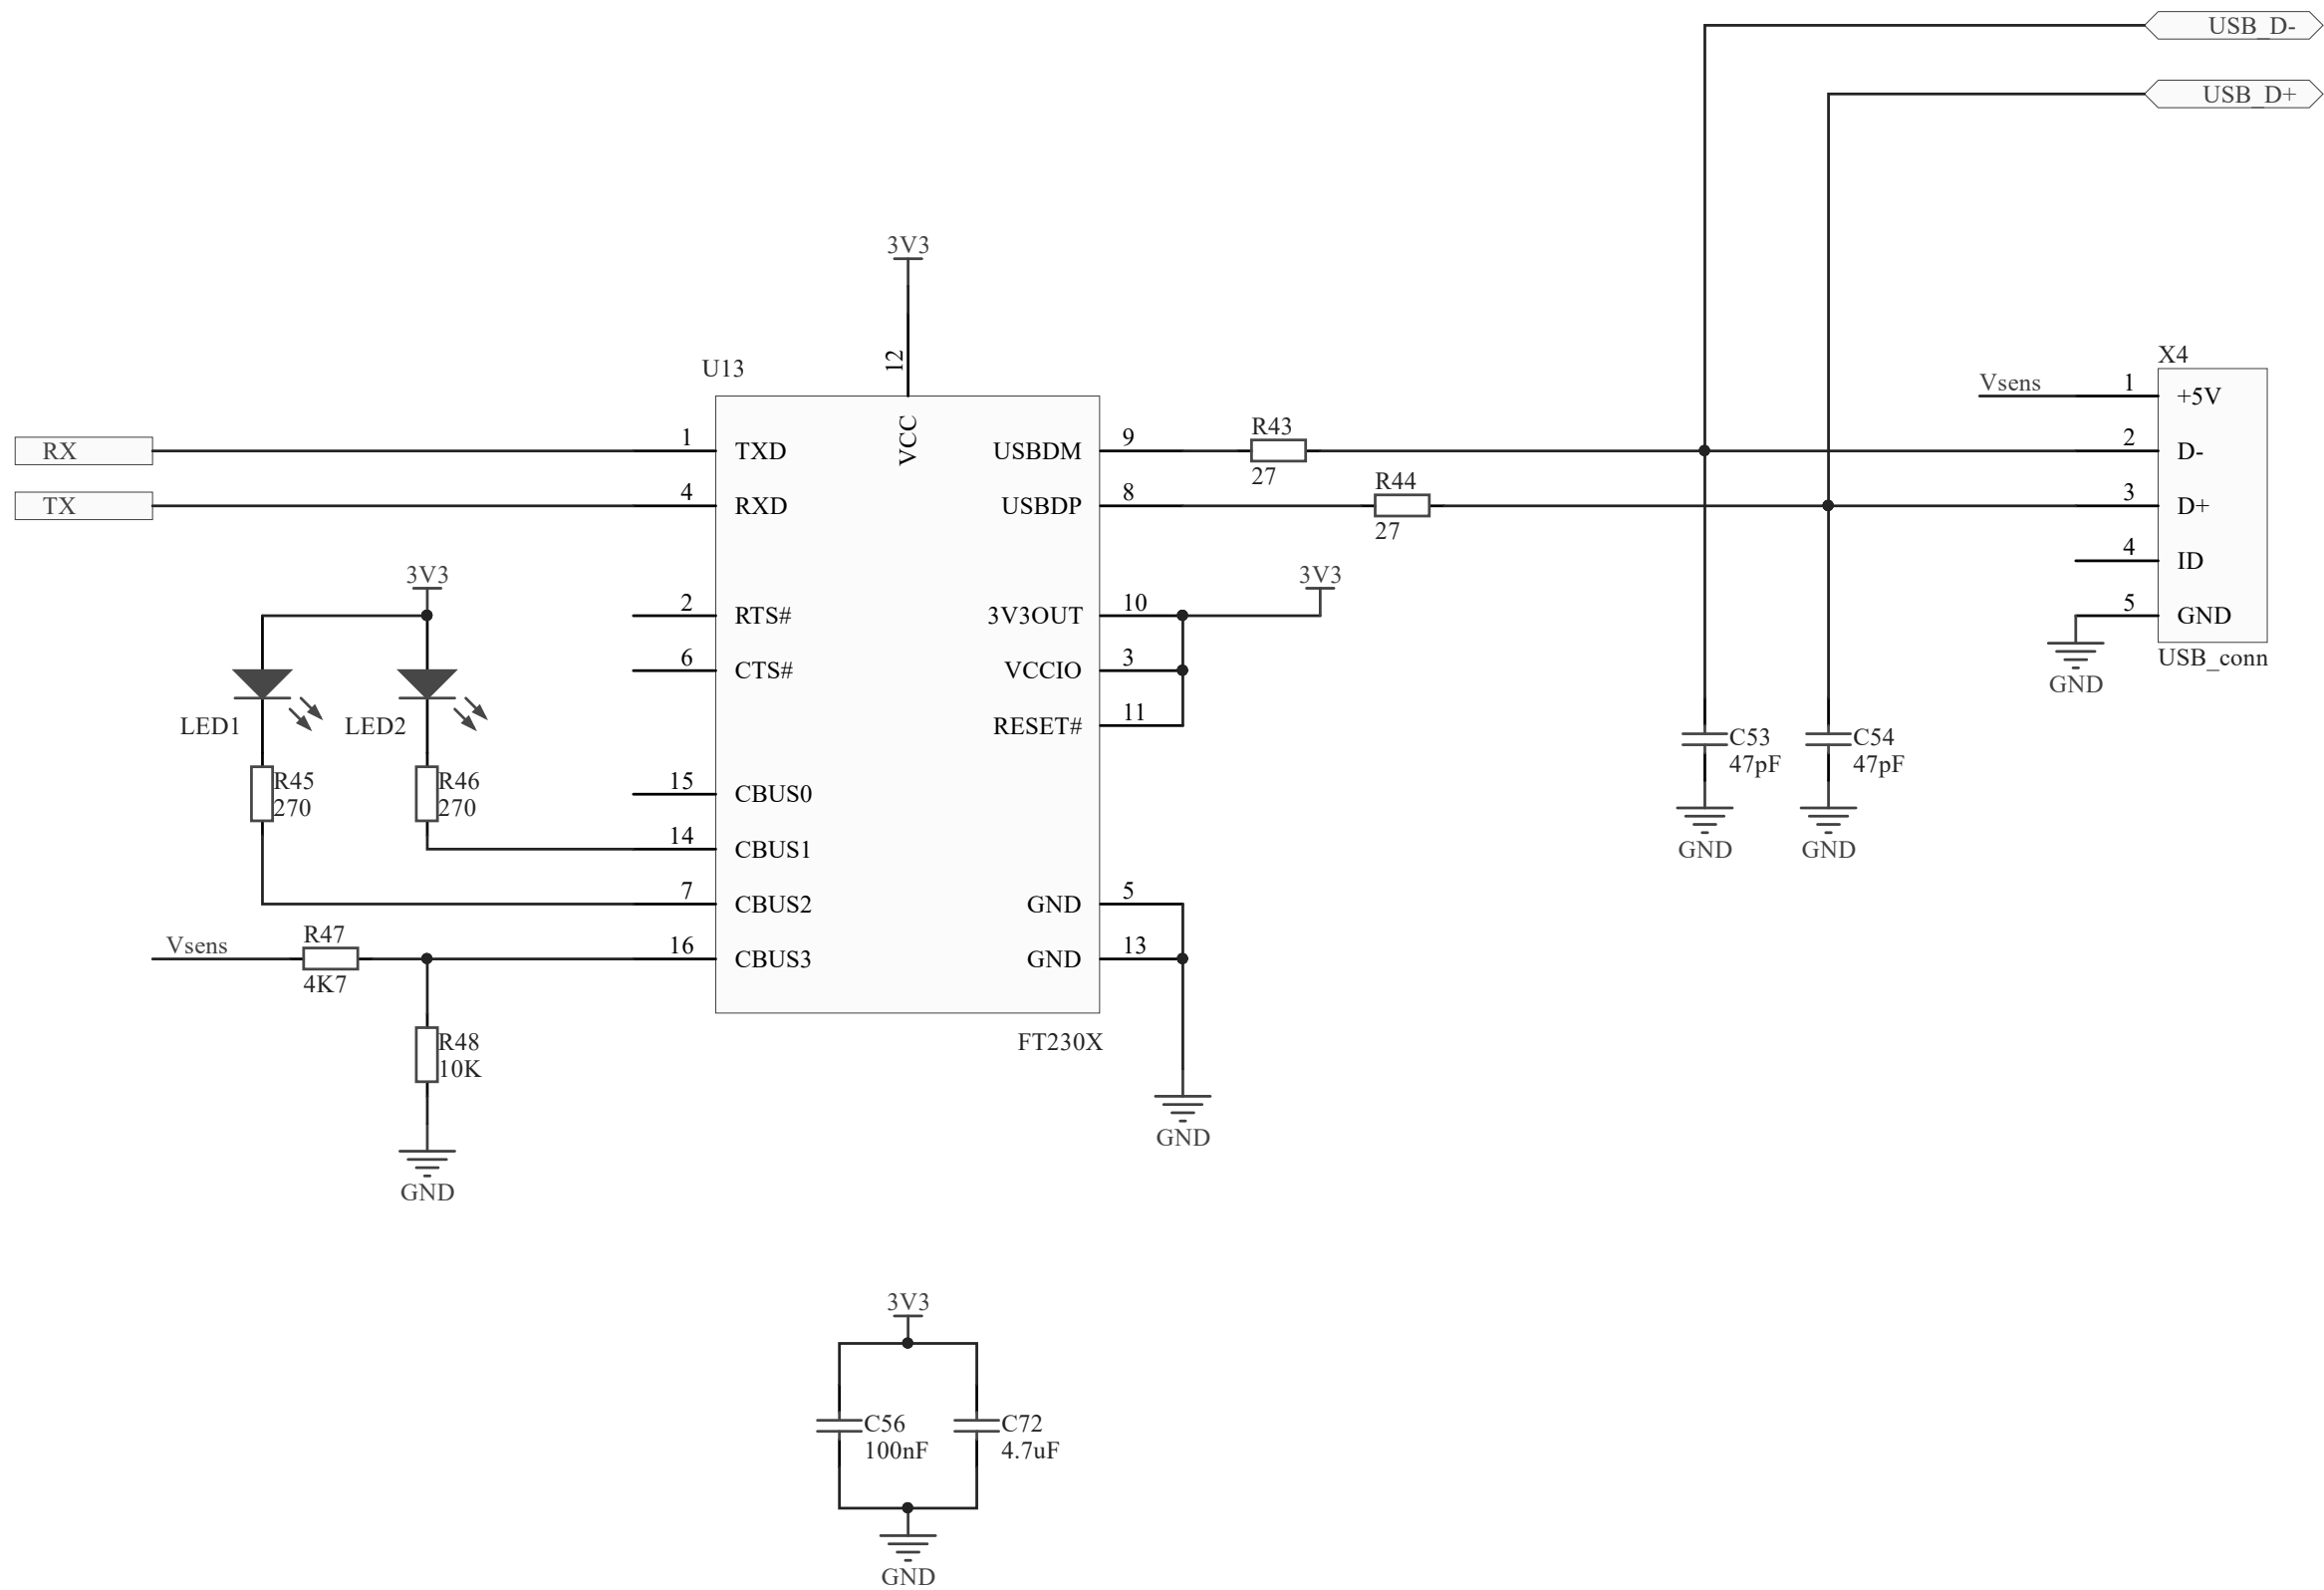 USB_D-
USB_D+
3V3
12
VCC
U13
X4
Vsens
1
+5V
RX
1
TXD
USBDM
9
R43
27
2
D-
TX
4
RXD
USBDP
8
R44
27
3
D+
4
ID
3V3
2
RTS#
3V3OUT
10
3V3
5
GND
USB_conn
GND
6
CTS#
VCCIO
3
LED1
LED2
RESET#
11
C53
47pF
C54
47pF
GND
GND
R45
270
R46
270
15
CBUS0
14
CBUS1
7
CBUS2
GND
5
Vsens
R47
4K7
16
CBUS3
GND
13
R48
10K
FT230X
GND
GND
3V3
C56
100nF
C72
4.7uF
GND